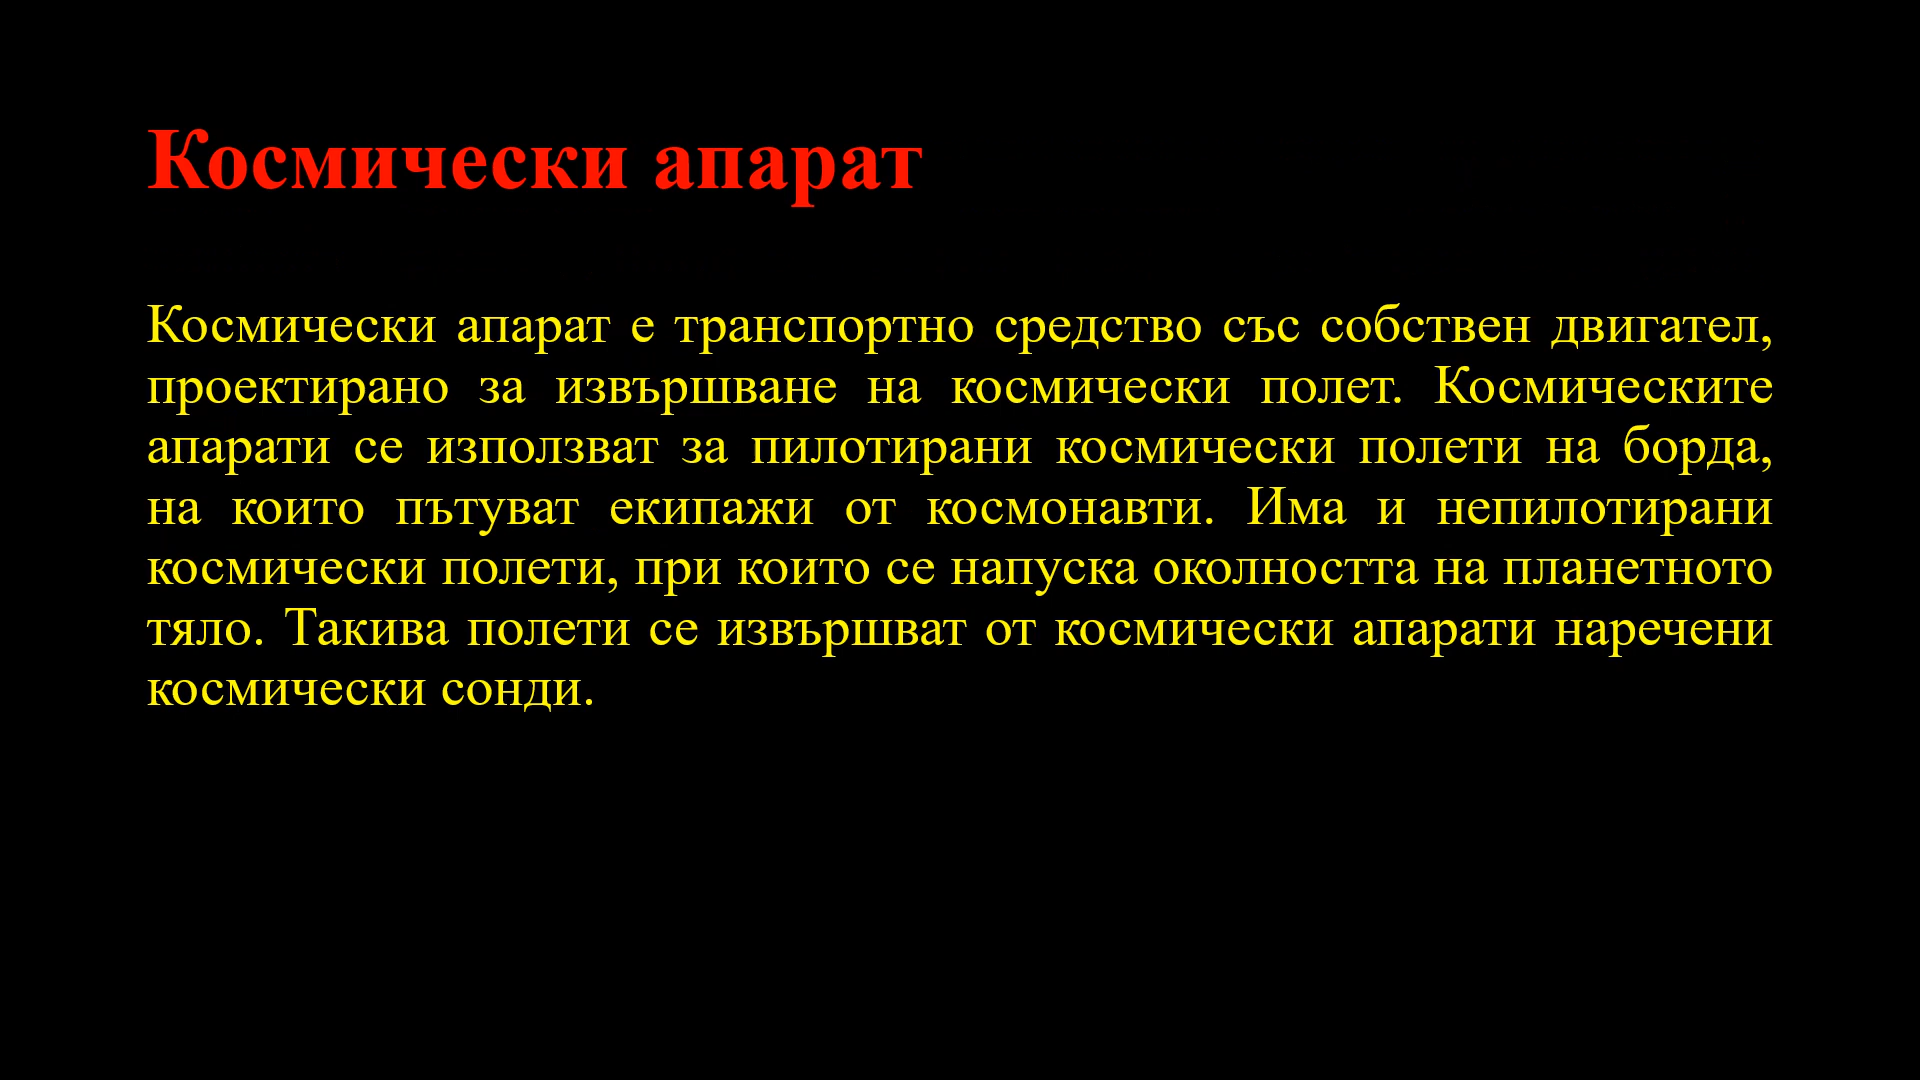 Космически апарат
Космически апарат е транспортно средство със собствен двигател,
проектирано за извършване на космически полет. Космическите
апарати се използват за пилотирани космически полети на борда,
на които пътуват екипажи от космонавти. Има и непилотирани
космически полети, при които се напуска околността на планетното
тяло. Такива полети се извършват от космически апарати наречени
космически сонди.